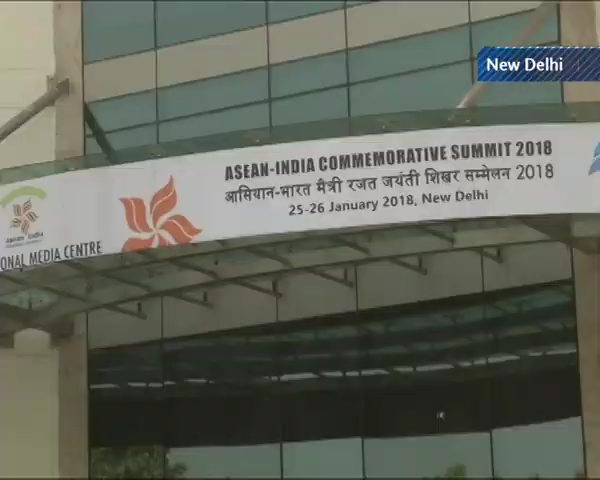 New Delhi
ASEAN-INDIA COMMEMORATIVE SUMMIT 2018
आसियान-भारत मैत्री रजत जयंती शिखर सम्मेलन 2018
25-26 January 2018, New Delhi
ONAL MEDIA CENTRE